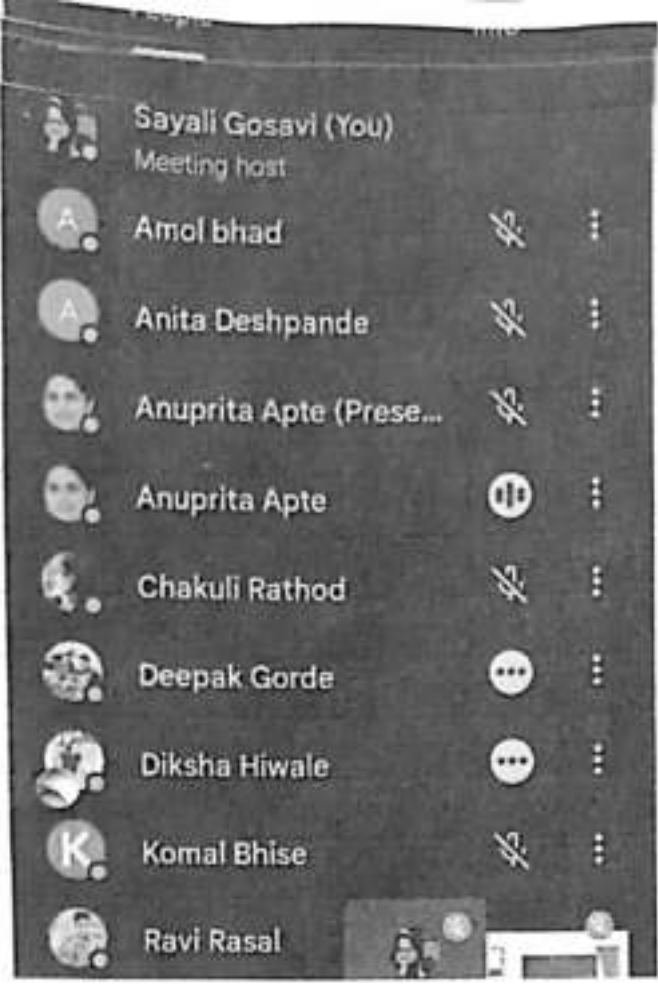 Sayali Gosavi (You)
Meeting host
A Amol bhad
A Anita Deshpande
Anuprita Apte (Prese...
Anuprita Apte
Chakuli Rathod
Deepak Gorde
Diksha Hiwale
K Komal Bhise
Ravi Rasal